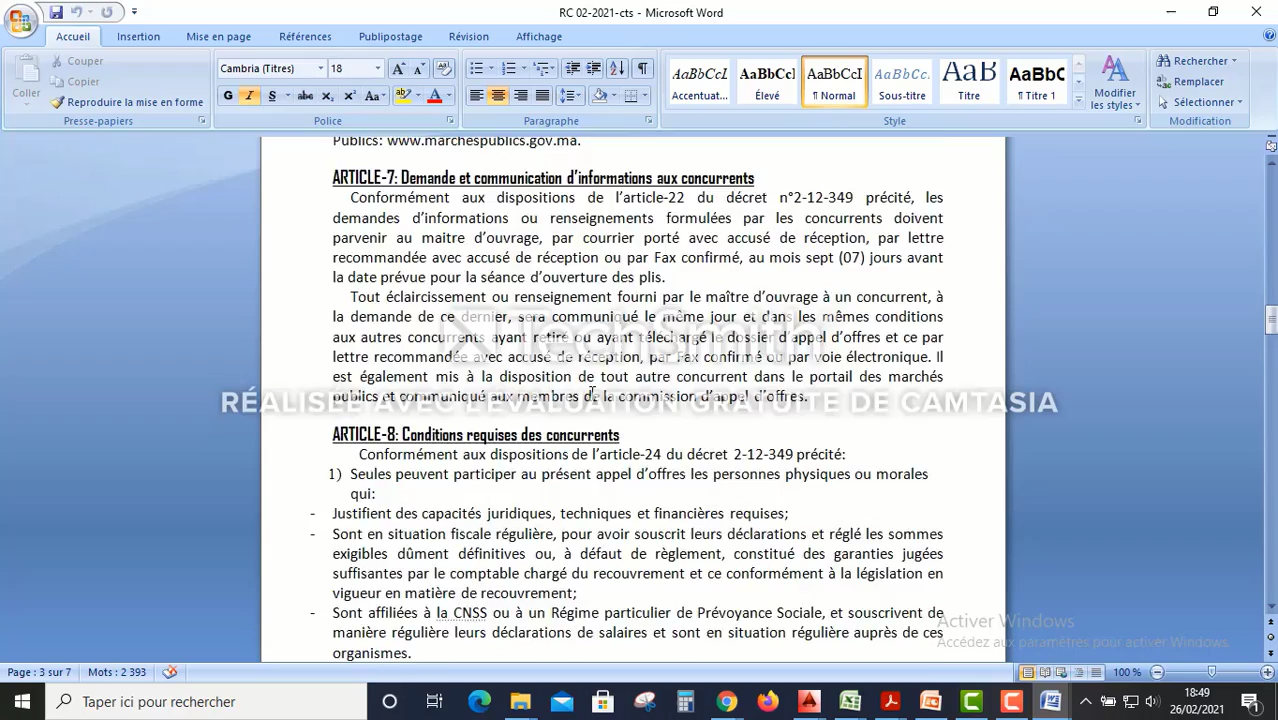 RC 02-2021-cts - Microsoft Word
Accueil Insertion Mise en page Références Publipostage Révision Affichage
Coller
Couper
Copier
Reproduire la mise en forme
Presse-papiers
Cambria (Titres) 18
G I S abc x₂ x² Aa ab A
Police
Paragraphe
AaBbCcI AaBbCcI AaBbCcI AaBbCc. AaB AaBbC
Accentuat... Élevé ¶ Normal Sous-titre Titre ¶ Titre 1
Modifier les styles
Style
Rechercher
Remplacer
Sélectionner
Modification
Publics: www.marchespublics.gov.ma.
ARTICLE-7: Demande et communication d'informations aux concurrents
Conformément aux dispositions de l'article-22 du décret n°2-12-349 précité, les
demandes d'informations ou renseignements formulées par les concurrents doivent
parvenir au maitre d'ouvrage, par courrier porté avec accusé de réception, par lettre
recommandée avec accusé de réception ou par Fax confirmé, au mois sept (07) jours avant
la date prévue pour la séance d'ouverture des plis.
Tout éclaircissement ou renseignement fourni par le maître d'ouvrage à un concurrent, à
la demande de ce dernier, sera communiqué le même jour et dans les mêmes conditions
aux autres concurrents ayant retiré ou ayant téléchargé le dossier d'appel d'offres et ce par
lettre recommandée avec accusé de réception, par Fax confirmé ou par voie électronique. Il
est également mis à la disposition de tout autre concurrent dans le portail des marchés
publics et communiqué aux membres de la commission d'appel d'offres.
TechSmith
RÉALISÉE AVEC L'ÉVALUATION GRATUITE DE CAMTASIA
ARTICLE-8: Conditions requises des concurrents
Conformément aux dispositions de l'article-24 du décret 2-12-349 précité:
1) Seules peuvent participer au présent appel d'offres les personnes physiques ou morales
qui:
- Justifient des capacités juridiques, techniques et financières requises;
- Sont en situation fiscale régulière, pour avoir souscrit leurs déclarations et réglé les sommes
exigibles dûment définitives ou, à défaut de règlement, constitué des garanties jugées
suffisantes par le comptable chargé du recouvrement et ce conformément à la législation en
vigueur en matière de recouvrement;
- Sont affiliées à la CNSS ou à un Régime particulier de Prévoyance Sociale, et souscrivent de
manière régulière leurs déclarations de salaires et sont en situation régulière auprès de ces
organismes.
Activer Windows
Accédez aux paramètres pour activer Windows.
Page : 3 sur 7 Mots : 2 393 100 %
Taper ici pour rechercher
18:49
26/02/2021